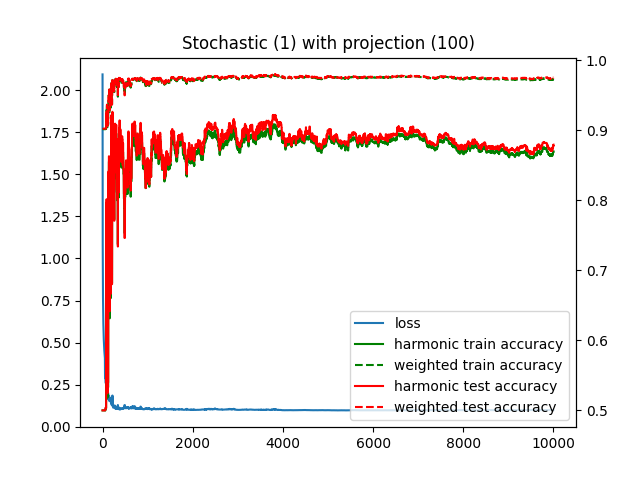 Stochastic (1) with projection (100)
2.00
1.75
1.50
1.25
1.00
0.75
0.50
0.25
0.00
1.0
0.9
0.8
0.7
0.6
0.5
loss
harmonic train accuracy
weighted train accuracy
harmonic test accuracy
weighted test accuracy
0 2000 4000 6000 8000 10000